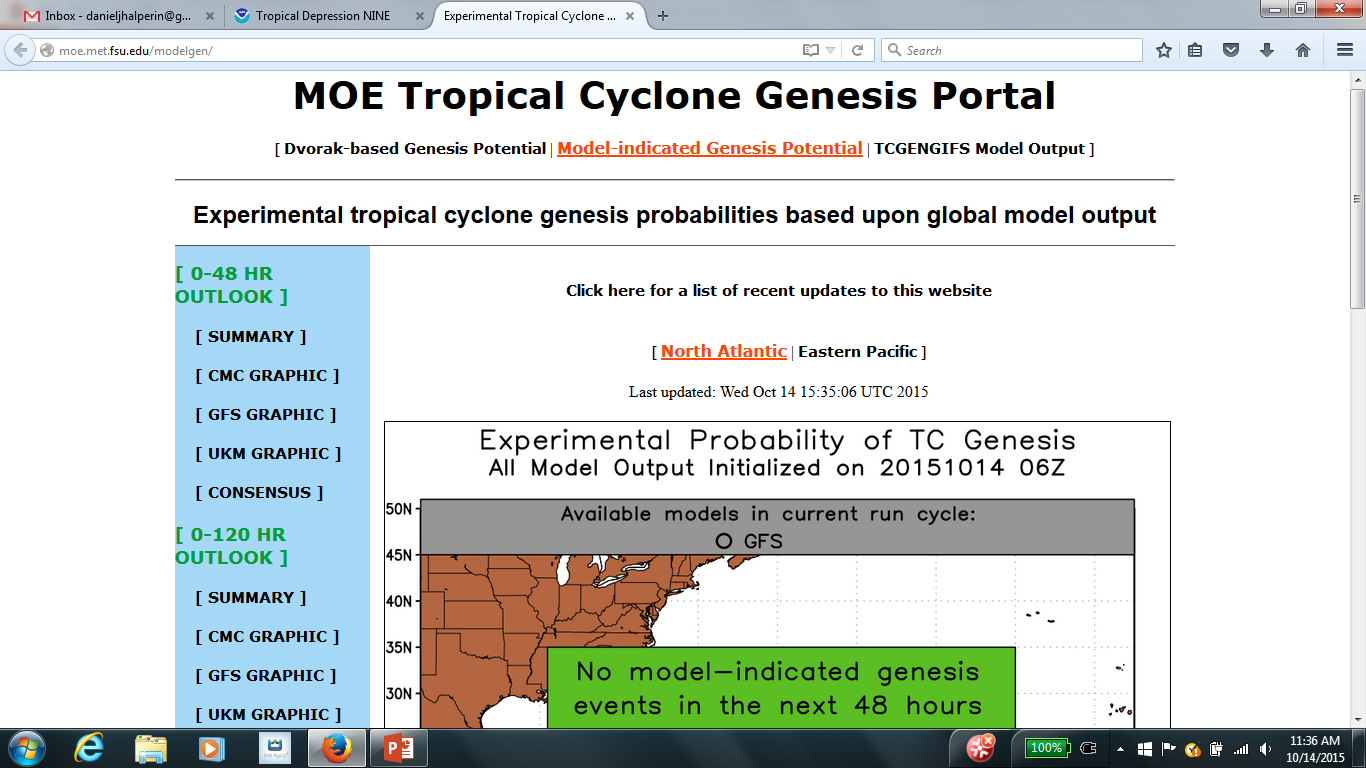 Inbox - danieljhalperin@g...
Tropical Depression NINE
Experimental Tropical Cyclone ...
moe.met.fsu.edu/modelgen/
Search
MOE Tropical Cyclone Genesis Portal
[ Dvorak-based Genesis Potential | Model-indicated Genesis Potential | TCGENGIFS Model Output ]
Experimental tropical cyclone genesis probabilities based upon global model output
[ 0-48 HR
OUTLOOK ]
[ SUMMARY ]
[ CMC GRAPHIC ]
[ GFS GRAPHIC ]
[ UKM GRAPHIC ]
[ CONSENSUS ]
[ 0-120 HR
OUTLOOK ]
[ SUMMARY ]
[ CMC GRAPHIC ]
[ GFS GRAPHIC ]
[ UKM GRAPHIC ]
Click here for a list of recent updates to this website
[ North Atlantic | Eastern Pacific ]
Last updated: Wed Oct 14 15:35:06 UTC 2015
Experimental Probability of TC Genesis
All Model Output Initialized on 20151014 06Z
Available models in current run cycle:
O GFS
50N
45N
40N
35N
30N
No model-indicated genesis
events in the next 48 hours
100%
11:36 AM
10/14/2015